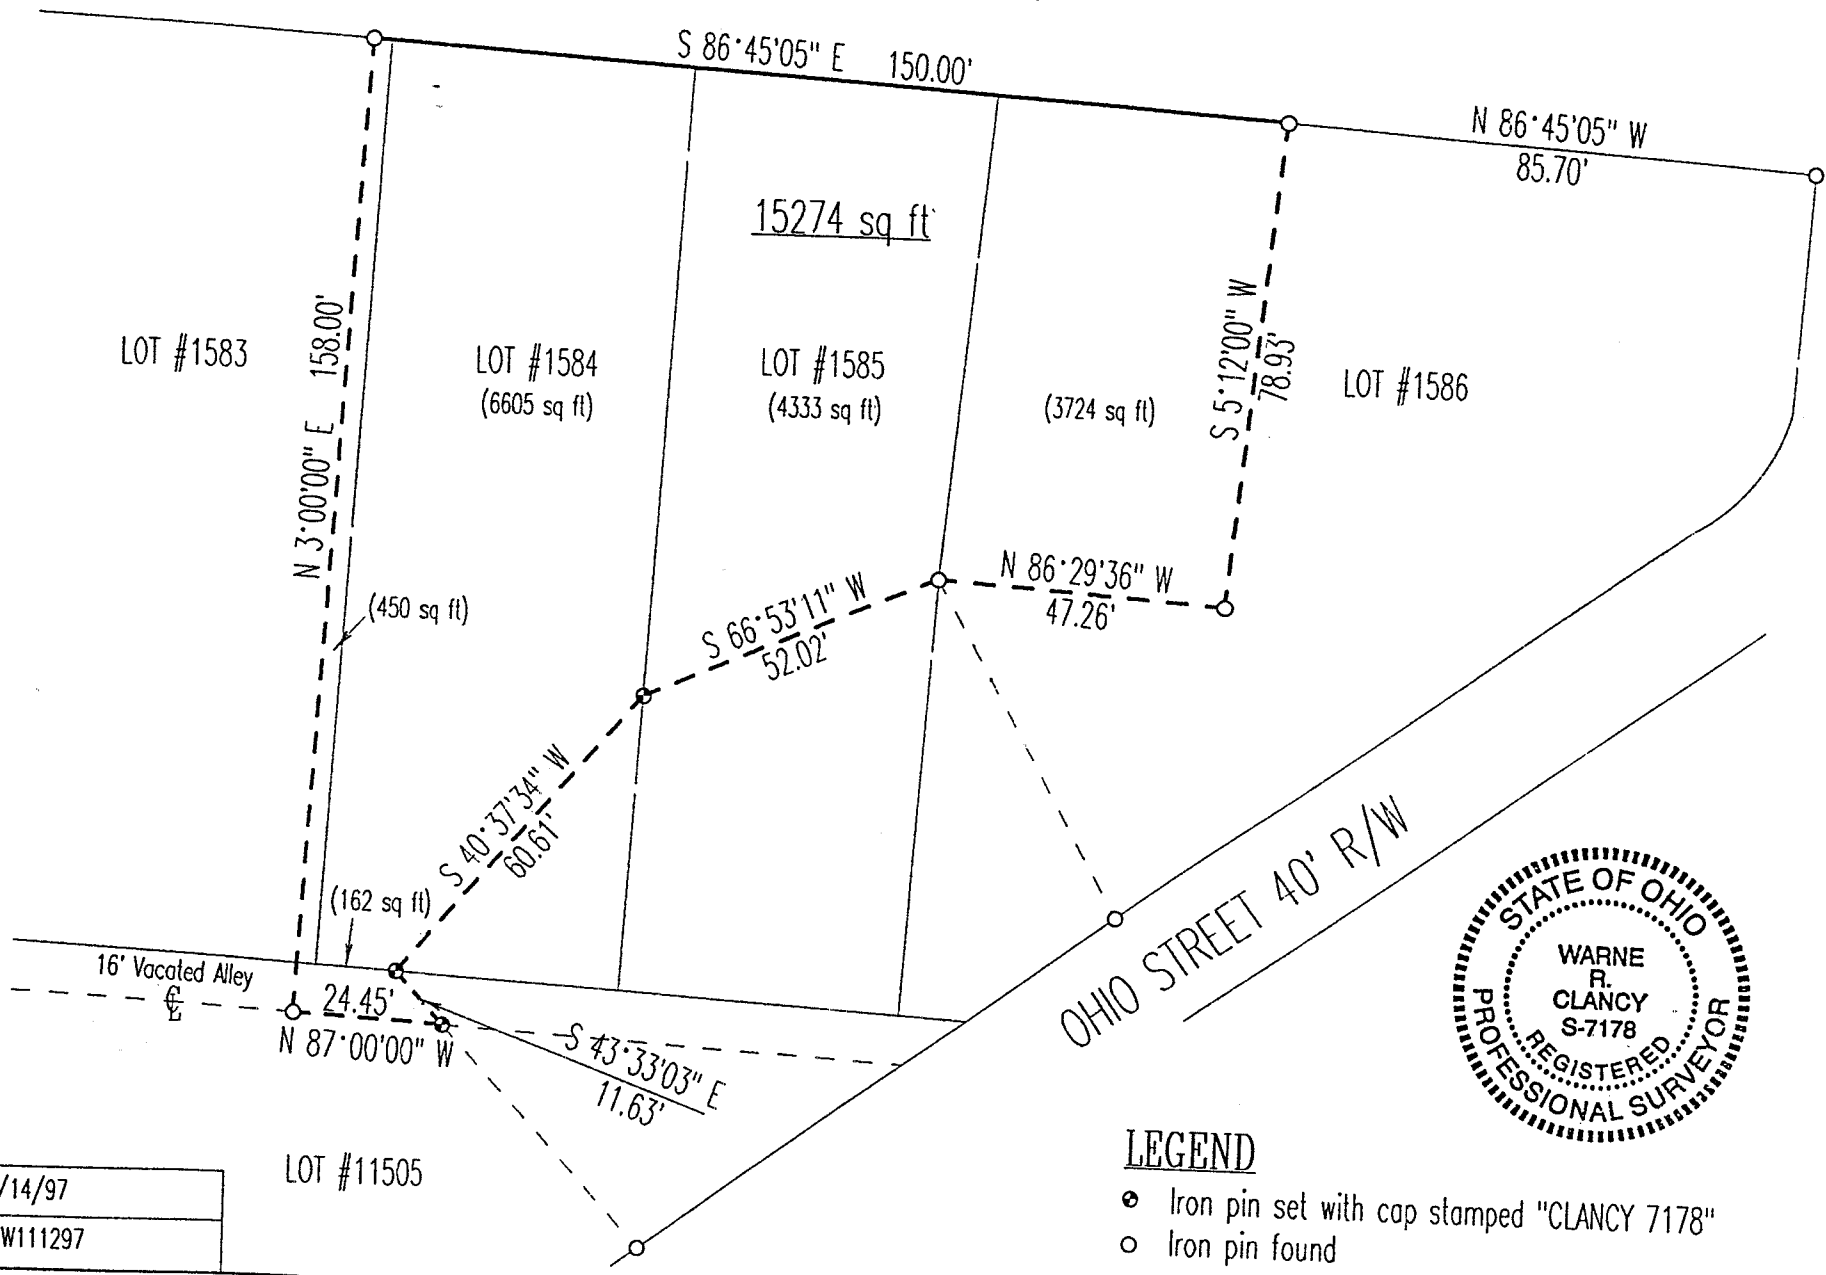 S 86°45'05" E 150.00'
N 86°45'05" W
85.70'
15274 sq ft
LOT #1583
N 3°00'00" E 158.00'
LOT #1584
(6605 sq ft)
LOT #1585
(4333 sq ft)
(3724 sq ft)
S 5°12'00" W
78.93'
LOT #1586
(450 sq ft)
N 86°29'36" W
47.26'
S 66°53'11" W
52.02'
S 40°37'34" W
60.61'
(162 sq ft)
16' Vacated Alley
℄
24.45'
N 87°00'00" W
S 43°33'03" E
11.63'
OHIO STREET 40' R/W
LOT #11505
/14/97
W111297
STATE OF OHIO
WARNE
R.
CLANCY
S-7178
REGISTERED
PROFESSIONAL SURVEYOR
LEGEND
Iron pin set with cap stamped "CLANCY 7178"
Iron pin found